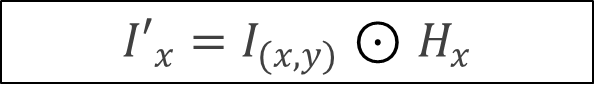 I'ₓ = I₍ₓ,ᵧ₎ ⊙ Hₓ